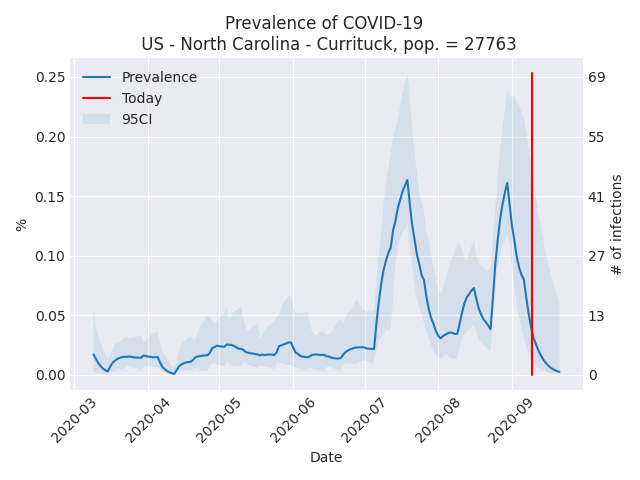 Prevalence of COVID-19
US - North Carolina - Currituck, pop. = 27763
Prevalence
Today
95CI
0.25
0.20
0.15
0.10
0.05
0.00
%
69
55
41
27
13
0
# of infections
2020-03
2020-04
2020-05
2020-06
2020-07
2020-08
2020-09
Date